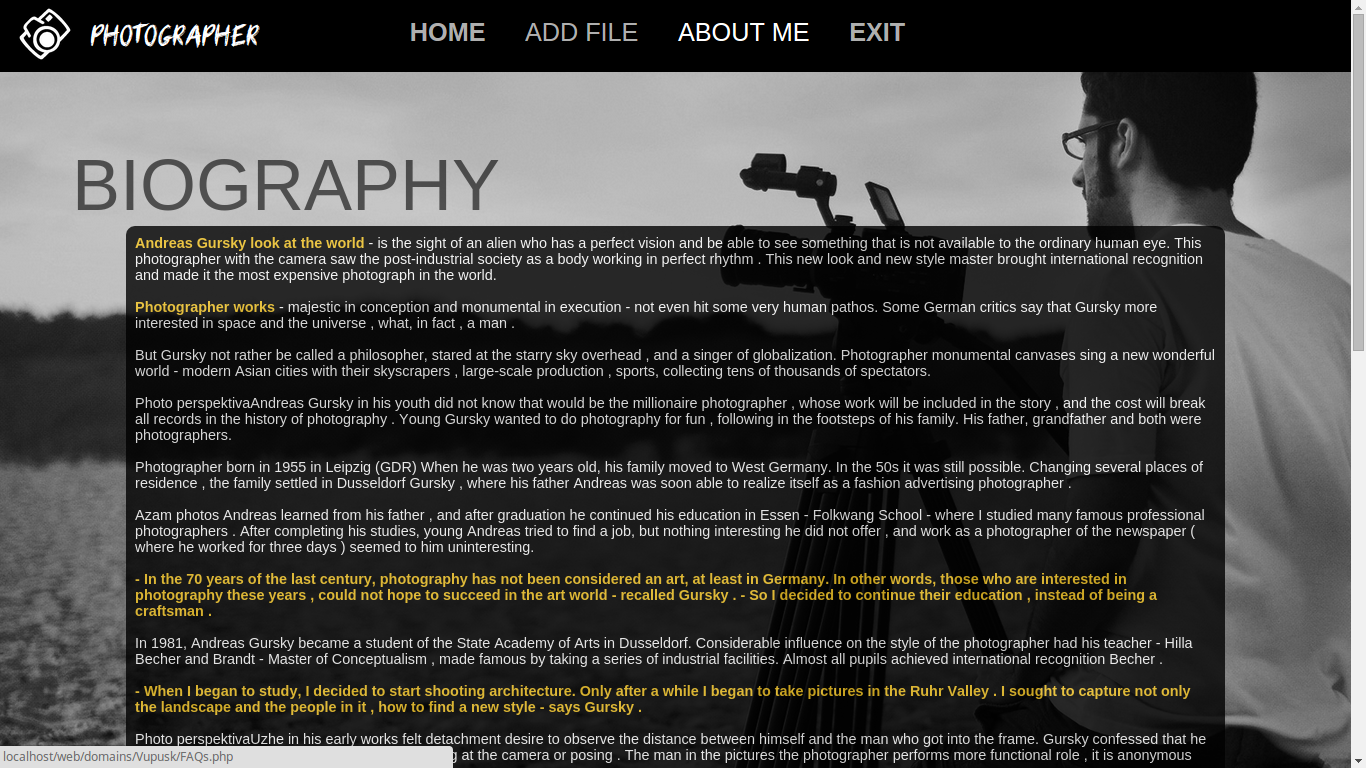 PHOTOGRAPHER
HOME
ADD FILE
ABOUT ME
EXIT
BIOGRAPHY
Andreas Gursky look at the world - is the sight of an alien who has a perfect vision and be able to see something that is not available to the ordinary human eye. This
photographer with the camera saw the post-industrial society as a body working in perfect rhythm . This new look and new style master brought international recognition
and made it the most expensive photograph in the world.
Photographer works - majestic in conception and monumental in execution - not even hit some very human pathos. Some German critics say that Gursky more
interested in space and the universe , what, in fact , a man .
But Gursky not rather be called a philosopher, stared at the starry sky overhead , and a singer of globalization. Photographer monumental canvases sing a new wonderful
world - modern Asian cities with their skyscrapers , large-scale production , sports, collecting tens of thousands of spectators.
Photo perspektivaAndreas Gursky in his youth did not know that would be the millionaire photographer , whose work will be included in the story , and the cost will break
all records in the history of photography . Young Gursky wanted to do photography for fun , following in the footsteps of his family. His father, grandfather and both were
photographers.
Photographer born in 1955 in Leipzig (GDR) When he was two years old, his family moved to West Germany. In the 50s it was still possible. Changing several places of
residence , the family settled in Dusseldorf Gursky , where his father Andreas was soon able to realize itself as a fashion advertising photographer .
Azam photos Andreas learned from his father , and after graduation he continued his education in Essen - Folkwang School - where I studied many famous professional
photographers . After completing his studies, young Andreas tried to find a job, but nothing interesting he did not offer , and work as a photographer of the newspaper (
where he worked for three days ) seemed to him uninteresting.
- In the 70 years of the last century, photography has not been considered an art, at least in Germany. In other words, those who are interested in
photography these years , could not hope to succeed in the art world - recalled Gursky . - So I decided to continue their education , instead of being a
craftsman .
In 1981, Andreas Gursky became a student of the State Academy of Arts in Dusseldorf. Considerable influence on the style of the photographer had his teacher - Hilla
Becher and Brandt - Master of Conceptualism , made famous by taking a series of industrial facilities. Almost all pupils achieved international recognition Becher .
- When I began to study, I decided to start shooting architecture. Only after a while I began to take pictures in the Ruhr Valley . I sought to capture not only
the landscape and the people in it , how to find a new style - says Gursky .
Photo perspektivaUzhe in his early works felt detachment desire to observe the distance between himself and the man who got into the frame. Gursky confessed that he
at the camera or posing . The man in the pictures the photographer performs more functional role , it is anonymous
localhost/web/domains/Vupusk/FAQs.php